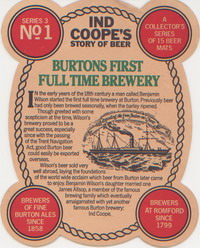 SERIES 3
Nº1
IND
COOPE'S
STORY OF BEER
A
COLLECTOR'S
SERIES
OF 15 BEER
MATS
BURTONS FIRST
FULL TIME BREWERY
IN the early years of the 18th century a man called Benjamin
Wilson started the first full time brewery at Burton. Previously beer
had only been brewed seasonally, when the barley ripened.
Though greeted with some
scepticism at the time, Wilson's
brewery proved to be a
great success, especially
since with the passing
of the Trent Navigation
Act, good Burton beer
could easily be exported
overseas.
Wilson's beer sold very
well abroad, laying the foundations
of the world wide acclaim which beer from Burton later came
to enjoy. Benjamin Wilson's daughter married one
James Allsop, a member of the famous
brewing family which eventually
amalgamated with yet another
famous Burton brewery:
Ind Coope.
BREWERS
OF FINE
BURTON ALES
SINCE
1858
BREWERS
AT ROMFORD
SINCE
1799